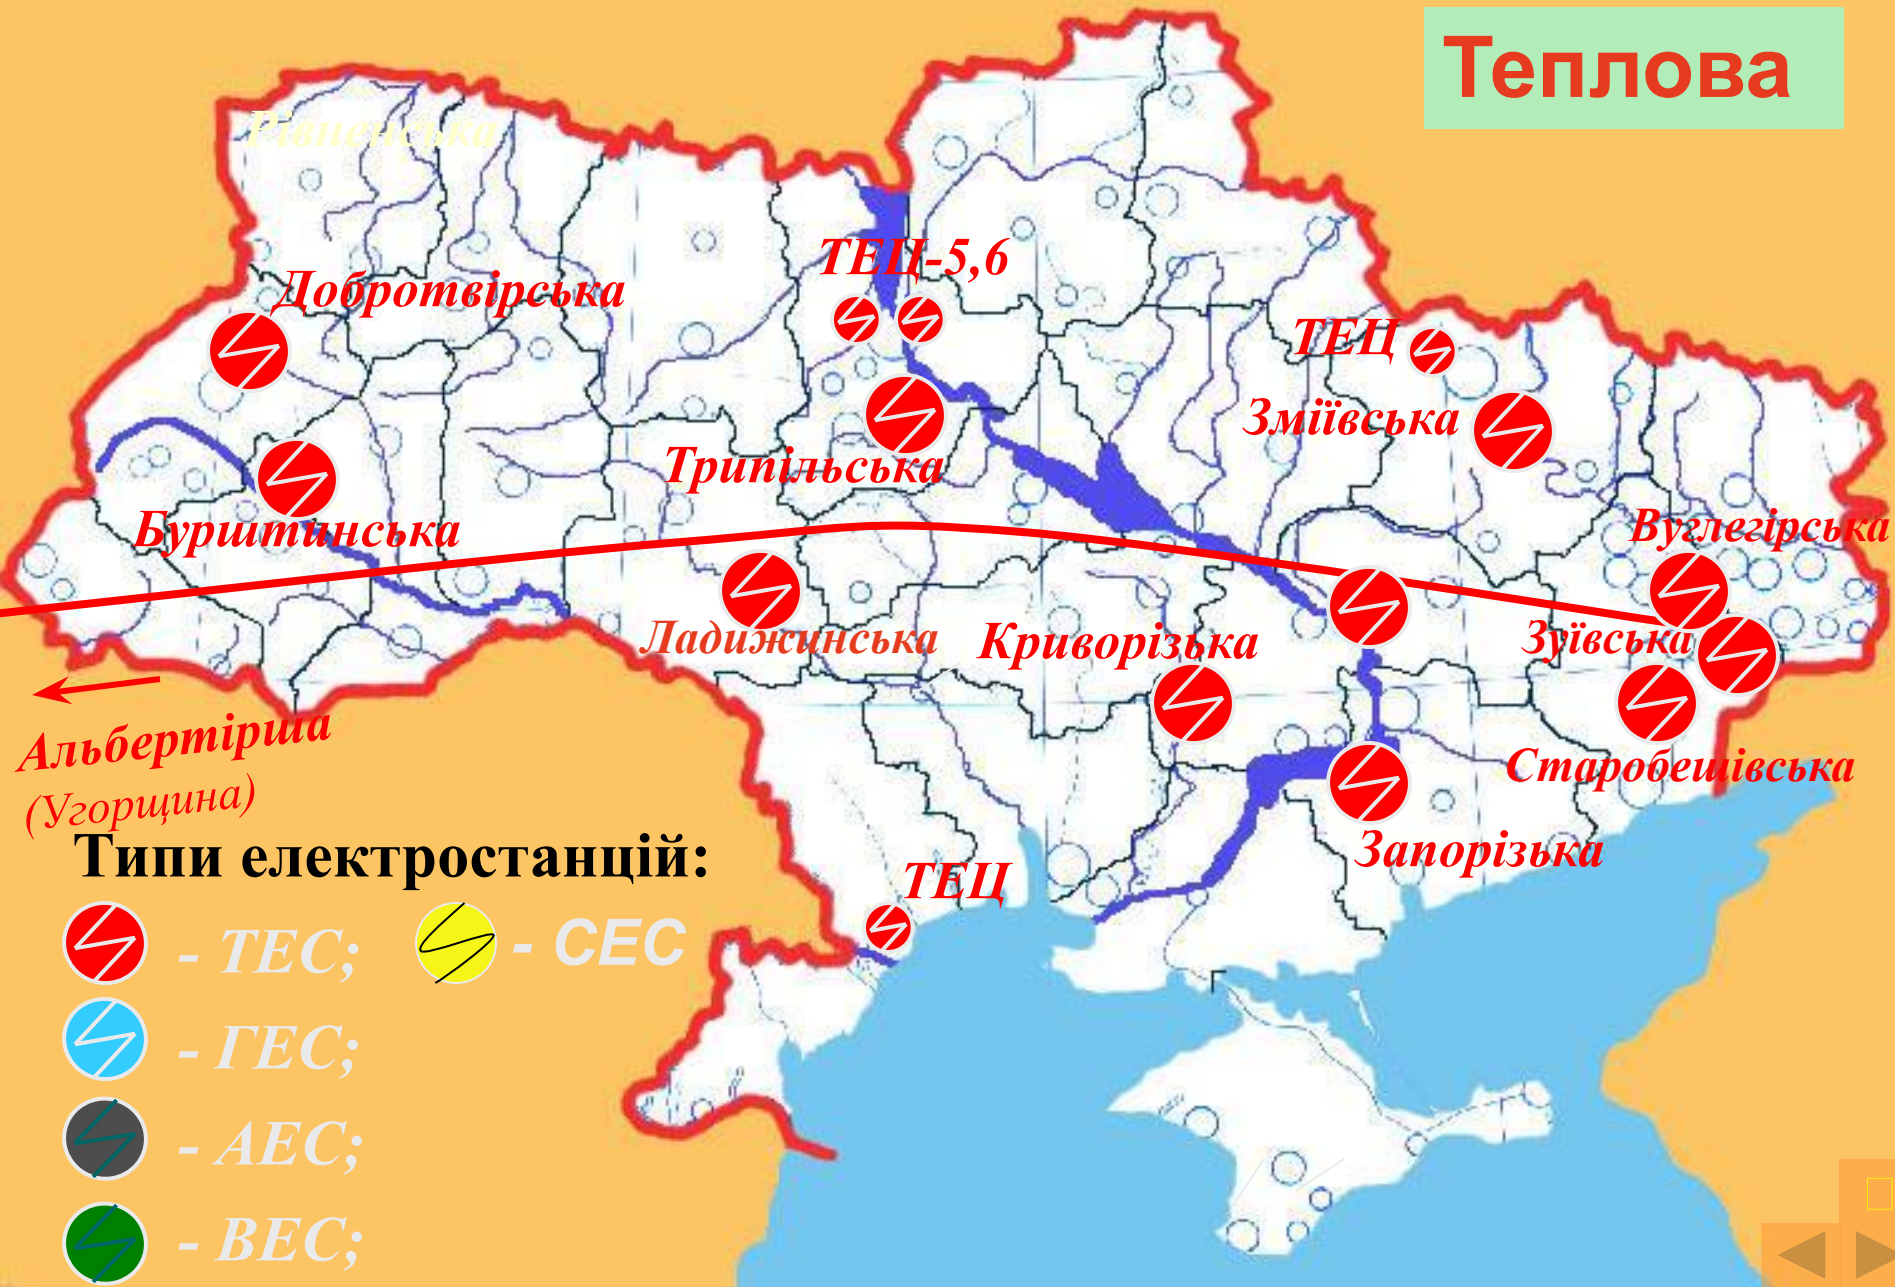 Теплова
Рівненська
ТЕЦ-5,6
Добротвірська
ТЕЦ
Зміївська
Трипільська
Бурштинська
Вуглегірська
Ладижинська
Криворізька
Зуївська
Альбертірша
(Угорщина)
Старобешівська
Запорізька
Типи електростанцій:
ТЕЦ
- ТЕС;
- СЕС
- ГЕС;
- АЕС;
- ВЕС;